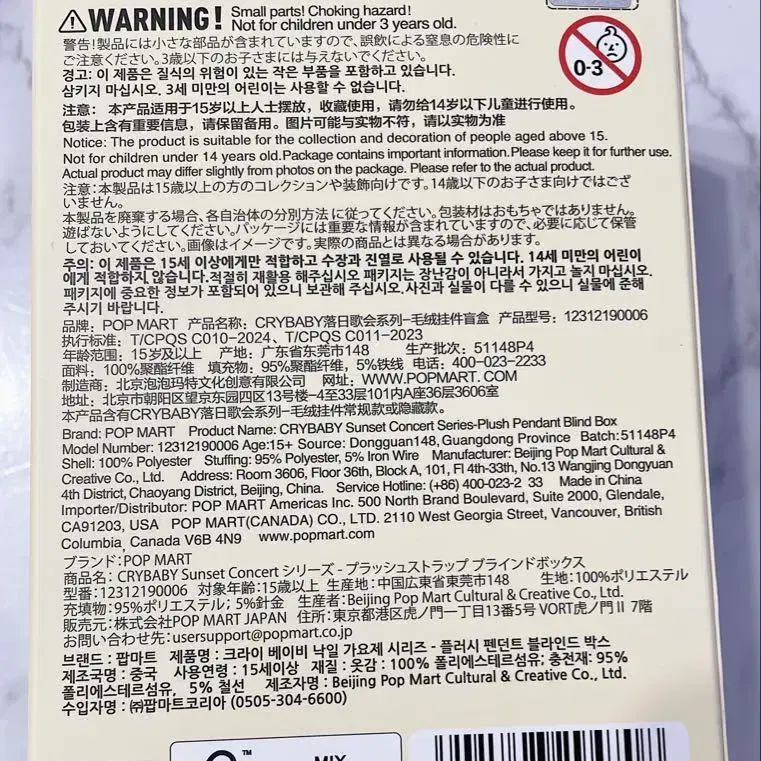 ⚠WARNING! Small parts! Choking hazard!
Not for children under 3 years old.
警告!製品には小さな部品が含まれていますので、誤飲による窒息の危険性に
ご注意ください。3歳以下のお子さまには与えないでください。
0-3
경고: 이 제품은 질식의 위험이 있는 작은 부품을 포함하고 있습니다.
삼키지 마십시오. 3세 미만의 어린이는 사용할 수 없습니다.
注意: 本产品适用于15岁以上人士摆放，收藏使用，请勿给14岁以下儿童进行使用。
包装上含有重要信息，请保留备用。图片可能与实物不符，请以实物为准
Notice: The product is suitable for the collection and decoration of people aged above 15.
Not for children under 14 years old.Package contains important information.Please keep it for further use.
Actual product may differ slightly from photos on the package. Please refer to the actual product.
注意:本製品は15歳以上の方のコレクションや装飾向けです。14歳以下のお子さま向けではござ
いません。
本製品を廃棄する場合、各自治体の分別方法に従ってください。包装材はおもちゃではありません。
遊ばないようにしてください。パッケージには重要な情報が含まれていますので、必要に応じて保管
しておいてください。画像はイメージです。実際の商品とは異なる場合があります。
주의: 이 제품은 15세 이상에게만 적합하고 수장과 진열로 사용될 수 있습니다. 14세 미만의 어린이
에게 적합하지 않습니다.적절히 재활용 해주십시오 패키지는 장난감이 아니라서 가지고 놀지 마십시오.
패키지에 중요한 정보가 포함되어 있으니 보관해 주십시오.사진과 실물이 다를 수 있으니 실물에 준해
주시기 바랍니다.
品牌: POP MART 产品名称: CRYBABY落日歌会系列-毛绒挂件盲盒 产品型号: 12312190006
执行标准: T/CPQS C010-2024、T/CPQS C011-2023
年龄范围: 15岁及以上 产地: 广东省东莞市148 生产批次: 51148P4
面料: 100%聚酯纤维 填充物: 95%聚酯纤维，5%铁线 电话: 400-023-2233
制造商: 北京泡泡玛特文化创意有限公司 网址: WWW.POPMART. COM
地址: 北京市朝阳区望京东园四区13号楼-4至33层101内A座36层3606室
本产品含有CRYBABY落日歌会系列-毛绒挂件常规款或隐藏款。
Brand: POP MART Product Name: CRYBABY Sunset Concert Series-Plush Pendant Blind Box
Model Number: 12312190006 Age:15+ Source: Dongguan148, Guangdong Province Batch:51148P4
Shell: 100% Polyester Stuffing: 95% Polyester, 5% Iron Wire Manufacturer: Beijing Pop Mart Cultural &
Creative Co., Ltd. Address: Room 3606, Floor 36th, Block A, 101, Fl 4th-33th, No.13 Wangjing Dongyuan
4th District, Chaoyang District, Beijing, China. Service Hotline: (+86) 400-023-2 33 Made in China
Importer/Distributor: POP MART Americas Inc. 500 North Brand Boulevard, Suite 2000, Glendale,
CA91203, USA POP MART(CANADA) CO., LTD. 2110 West Georgia Street, Vancouver, British
Columbia, Canada V6B 4N9 www.popmart.com
ブランド:POP MART
商品名: CRYBABY Sunset Concert シリーズ - プラッシュストラップ ブラインドボックス
型番:12312190006 対象年齢:15歳以上 生産地:中国広東省東莞市148 生地:100%ポリエステル
充填物:95%ポリエステル; 5%針金 生産者:Beijing Pop Mart Cultural & Creative Co., Ltd.
販売元:株式会社POP MART JAPAN 住所:東京都港区虎ノ門一丁目13番5号 VORT虎ノ門Ⅱ 7階
お問い合わせ先:usersupport@popmart.co.jp
브랜드 : 팝마트 제품명 : 크라이 베이비 낙일 가요제 시리즈 - 플러시 펜던트 블라인드 박스
제조국명 : 중국 사용연령 : 15세이상 재질 : 옷감 : 100% 폴리에스테르섬유; 충전재: 95%
폴리에스테르섬유, 5% 철선 제조자명 : Beijing Pop Mart Cultural & Creative Co., Ltd.
수입자명 : ㈜팝마트코리아 (0505-304-6600)
™
MIX